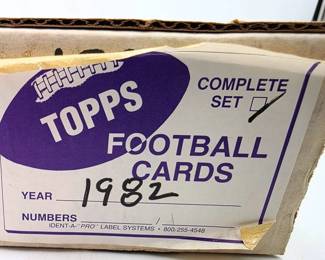 TOPPS
COMPLETE
SET
FOOTBALL
CARDS
YEAR 1982
NUMBERS /
IDENT-A-"PRO" LABEL SYSTEMS • 800-255-4548